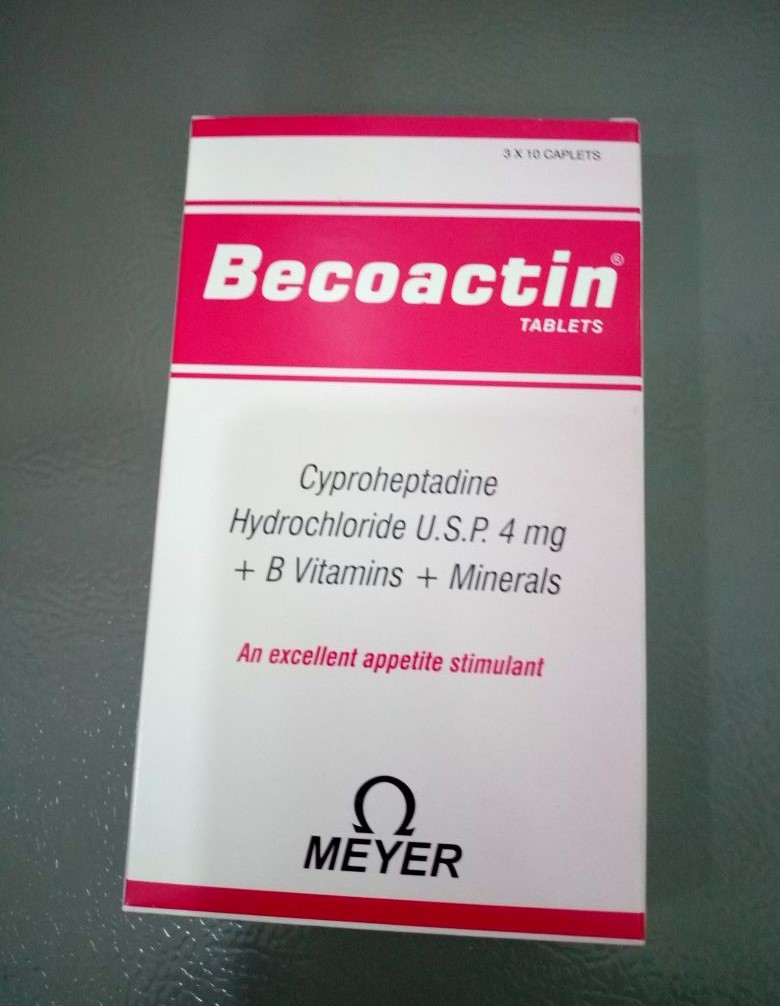 3 X 10 CAPLETS
Becoactin®
TABLETS
Cyproheptadine
Hydrochloride U.S.P. 4 mg
+ B Vitamins + Minerals
An excellent appetite stimulant
MEYER